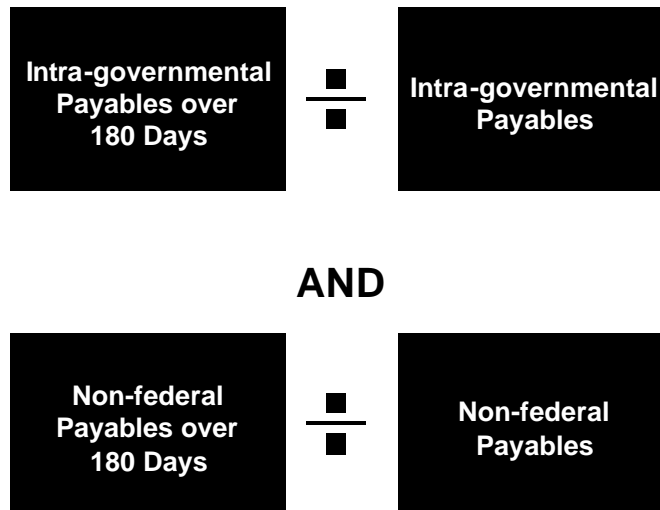 Intra-governmental
Payables over
180 Days
÷
Intra-governmental
Payables
AND
Non-federal
Payables over
180 Days
÷
Non-federal
Payables